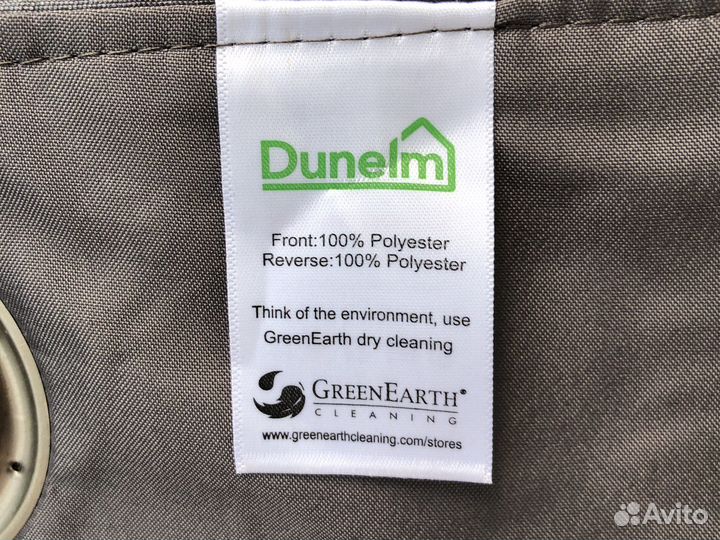 Dunelm
Front:100% Polyester
Reverse:100% Polyester
Think of the environment, use
GreenEarth dry cleaning
GREENEARTH®
CLEANING
www.greenearthcleaning.com/stores
Avito